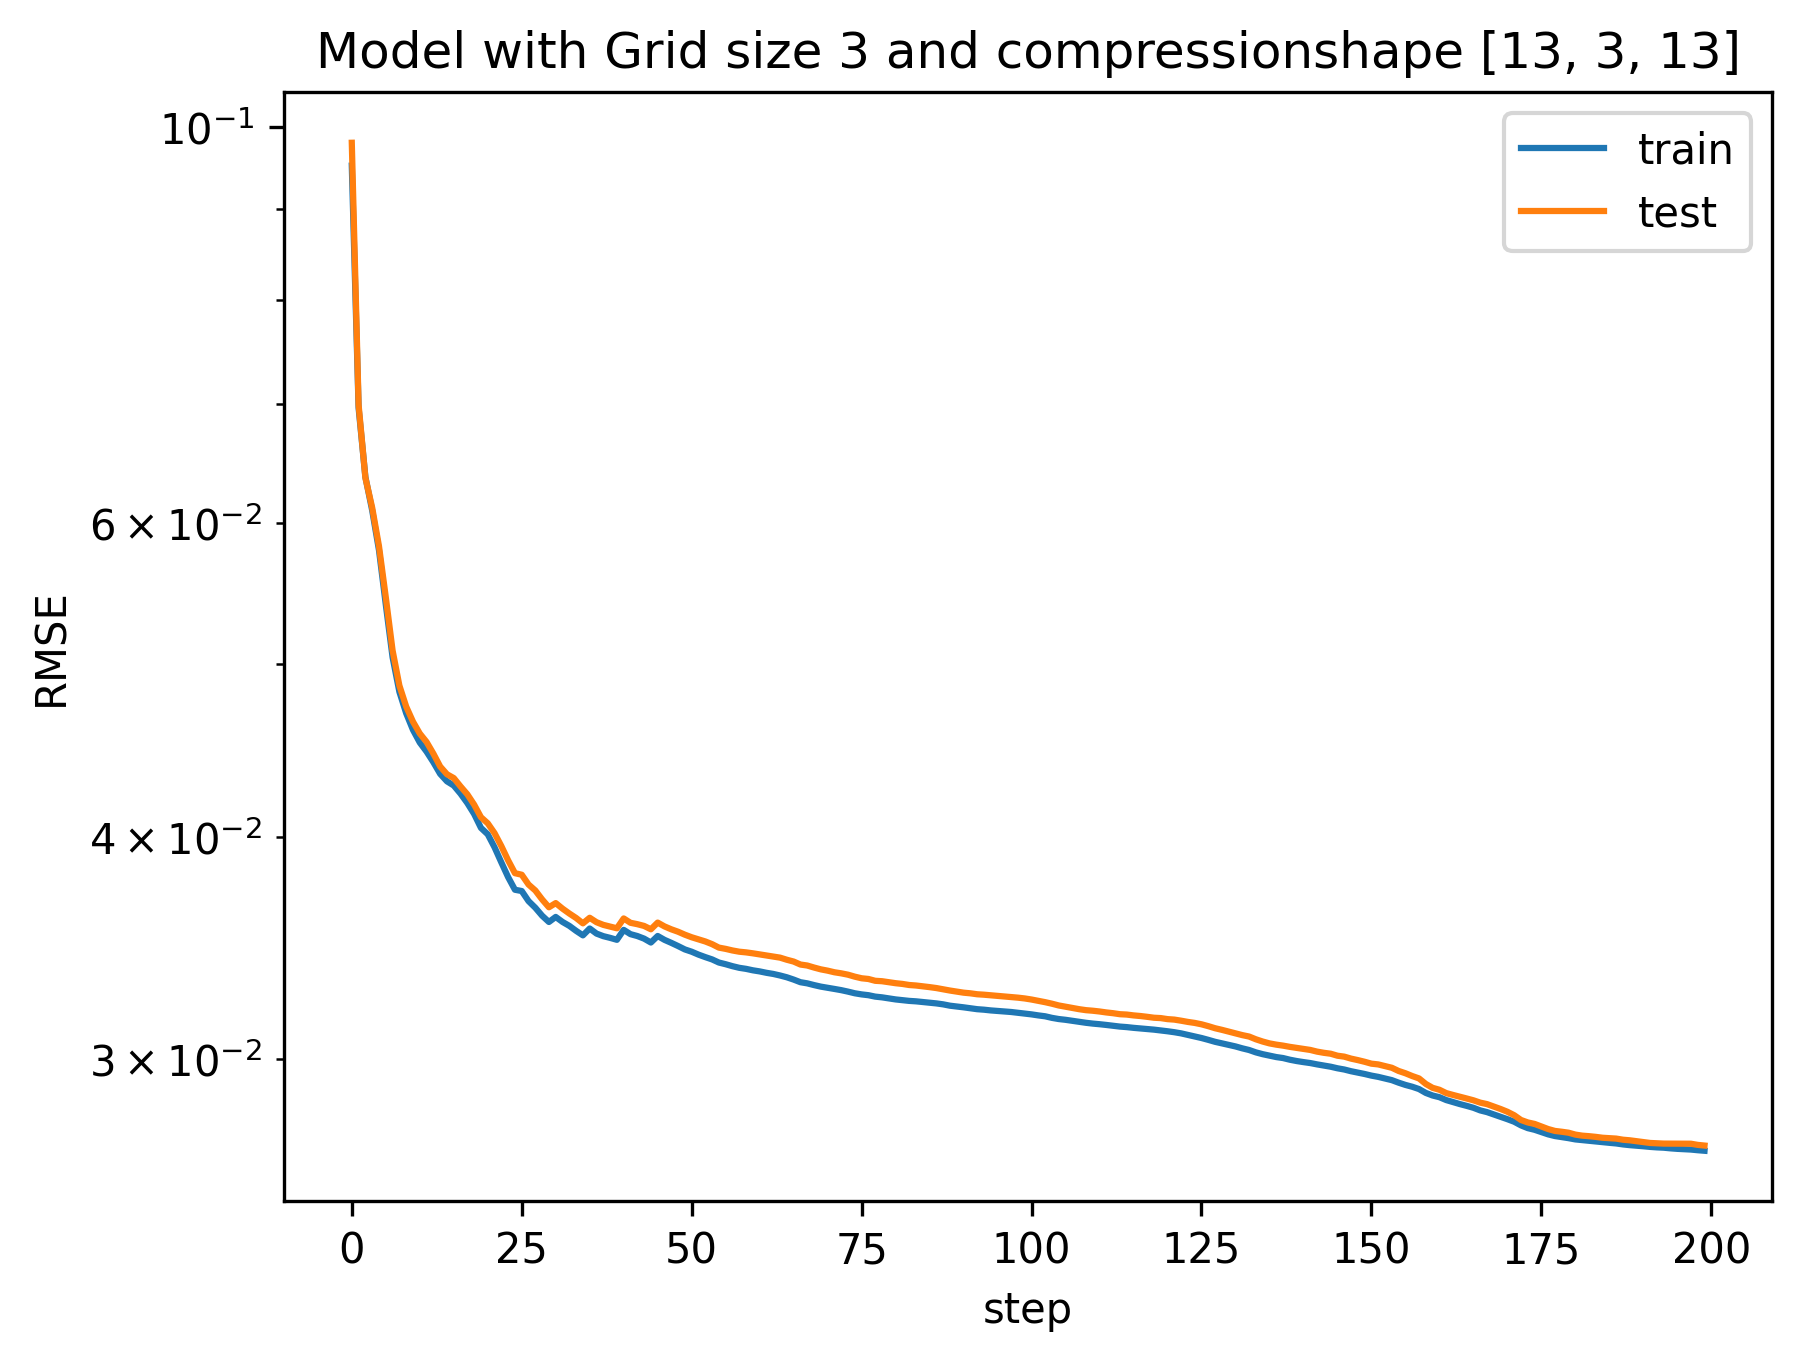 Model with Grid size 3 and compressionshape [13, 3, 13]
train
test
10⁻¹
6 × 10⁻²
4 × 10⁻²
3 × 10⁻²
RMSE
0 25 50 75 100 125 150 175 200
step